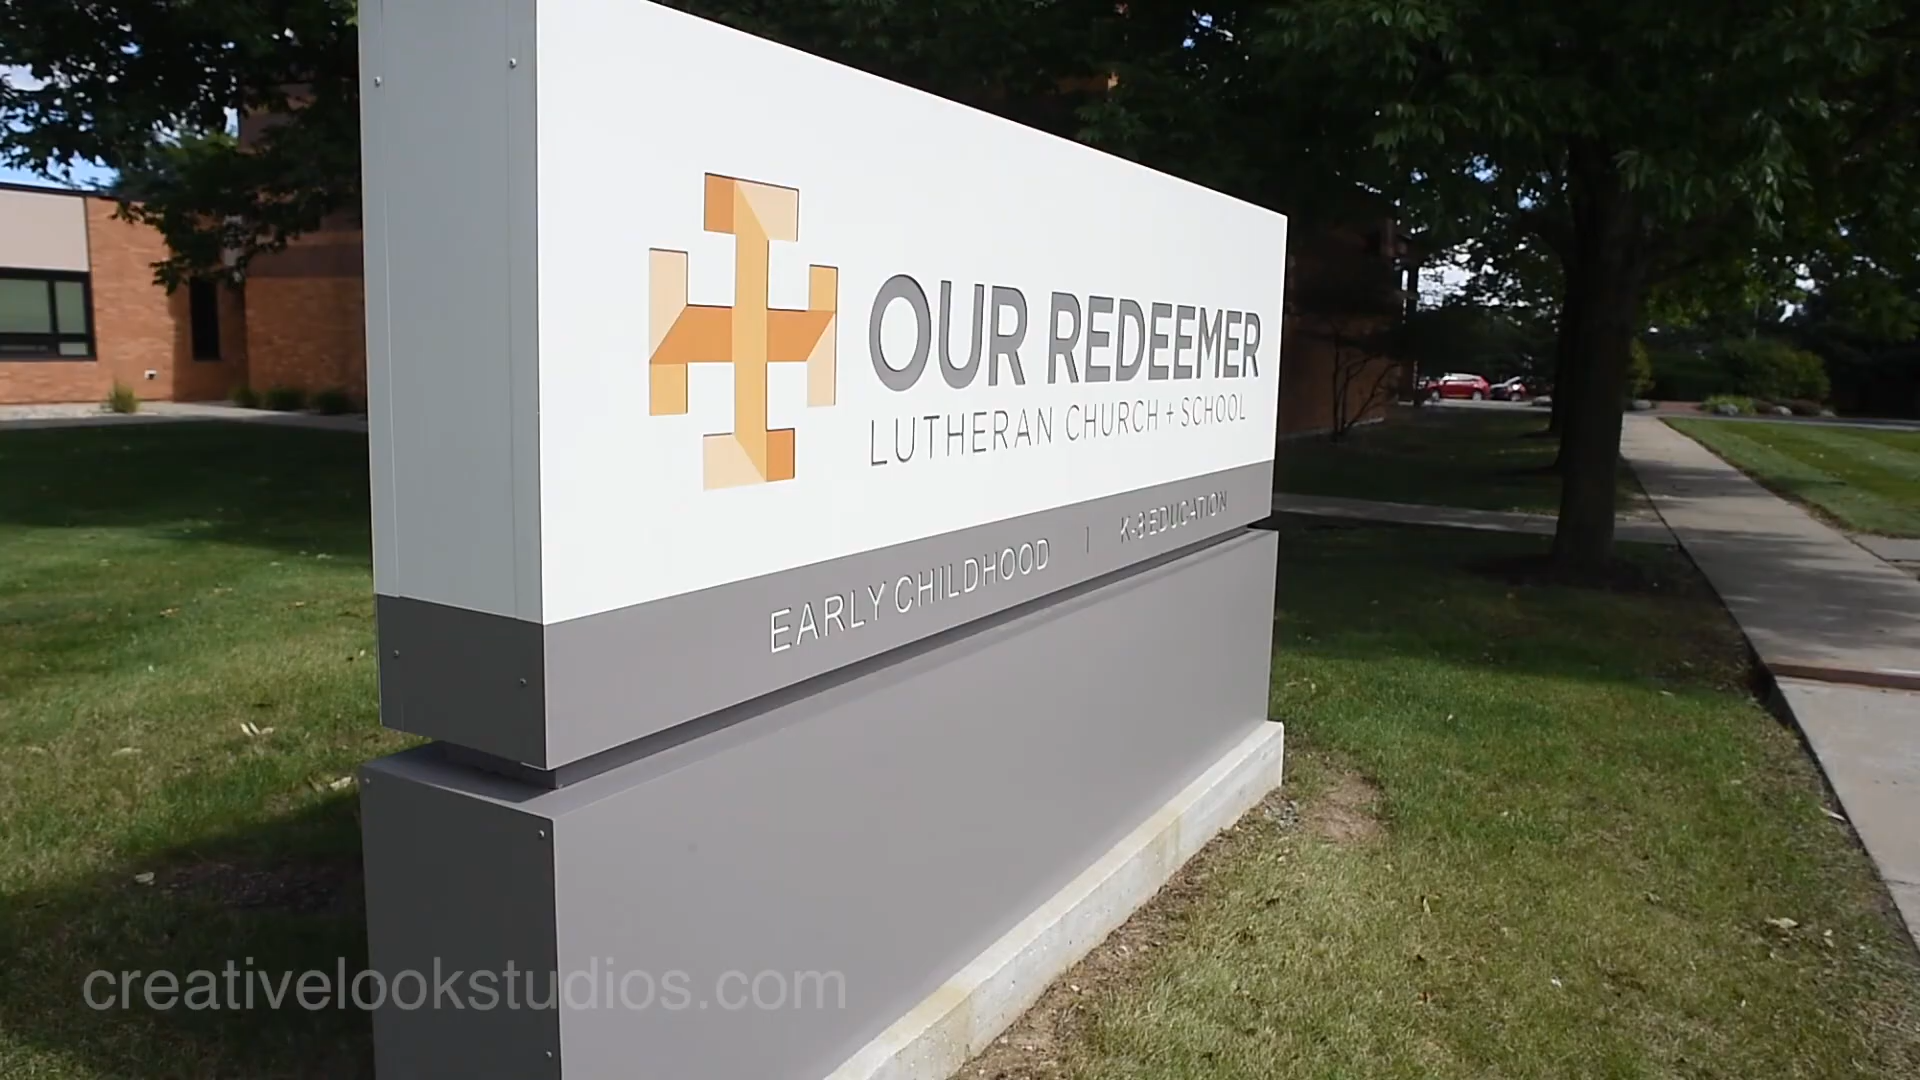 OUR REDEEMER
LUTHERAN CHURCH + SCHOOL
EARLY CHILDHOOD | K-8 EDUCATION
creativelookstudios.com